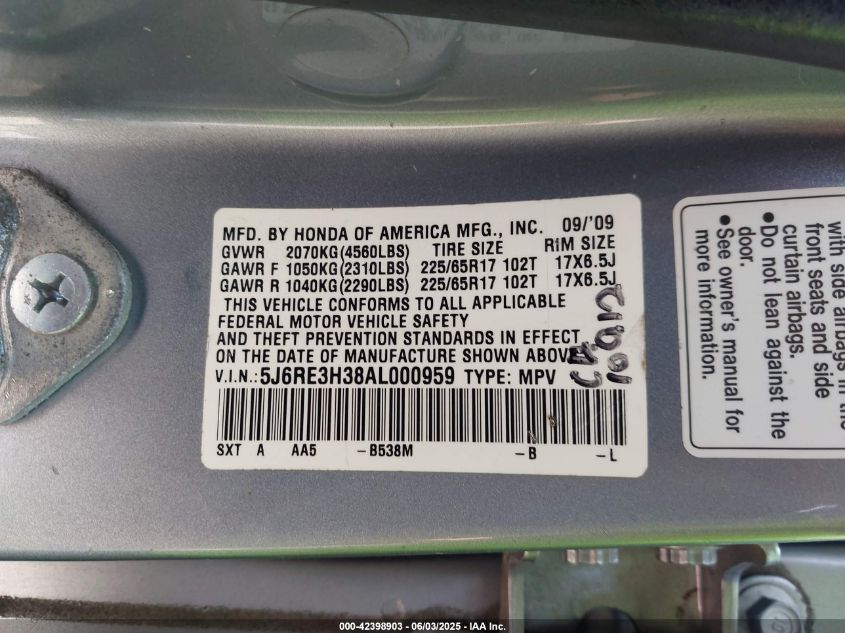 MFD. BY HONDA OF AMERICA MFG., INC. 09/'09
GVWR 2070KG(4560LBS) TIRE SIZE RIM SIZE
GAWR F 1050KG(2310LBS) 225/65R17 102T 17X6.5J
GAWR R 1040KG(2290LBS) 225/65R17 102T 17X6.5J
THIS VEHICLE CONFORMS TO ALL APPLICABLE
FEDERAL MOTOR VEHICLE SAFETY
AND THEFT PREVENTION STANDARDS IN EFFECT
ON THE DATE OF MANUFACTURE SHOWN ABOVE
V.I.N.:5J6RE3H38AL000959 TYPE: MPV
SXT A AA5 -B538M -B -L
with side airbags in the
front seats and side
curtain airbags.
●Do not lean against the
door.
●See owner's manual for
more information.
000-42398903 - 06/03/2025 - IAA Inc.